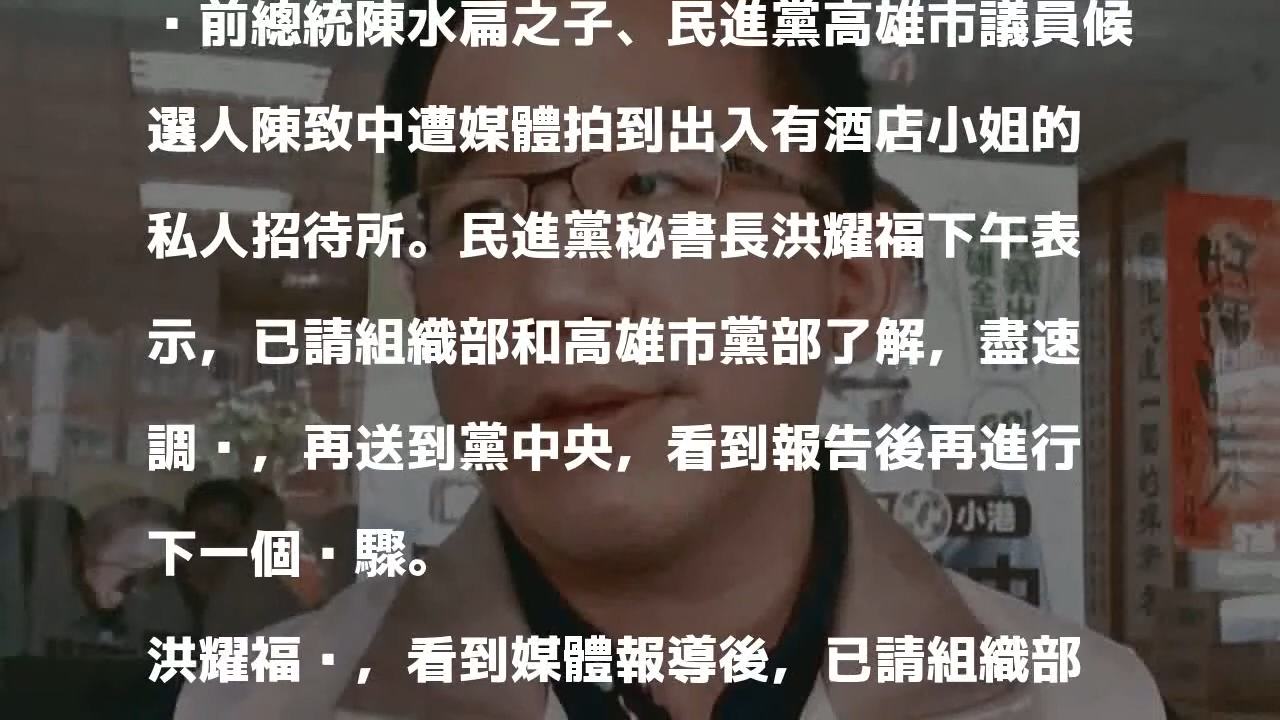 ·前總統陳水扁之子、民進黨高雄市議員候
選人陳致中遭媒體拍到出入有酒店小姐的
私人招待所。民進黨秘書長洪耀福下午表
示，已請組織部和高雄市黨部了解，盡速
調·，再送到黨中央，看到報告後再進行
下一個·驟。
洪耀福·，看到媒體報導後，已請組織部
小港